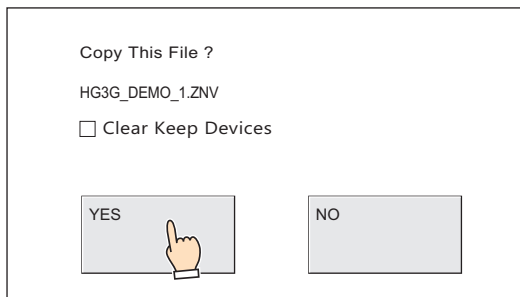 Copy This File ?
HG3G_DEMO_1.ZNV
Clear Keep Devices
YES
NO